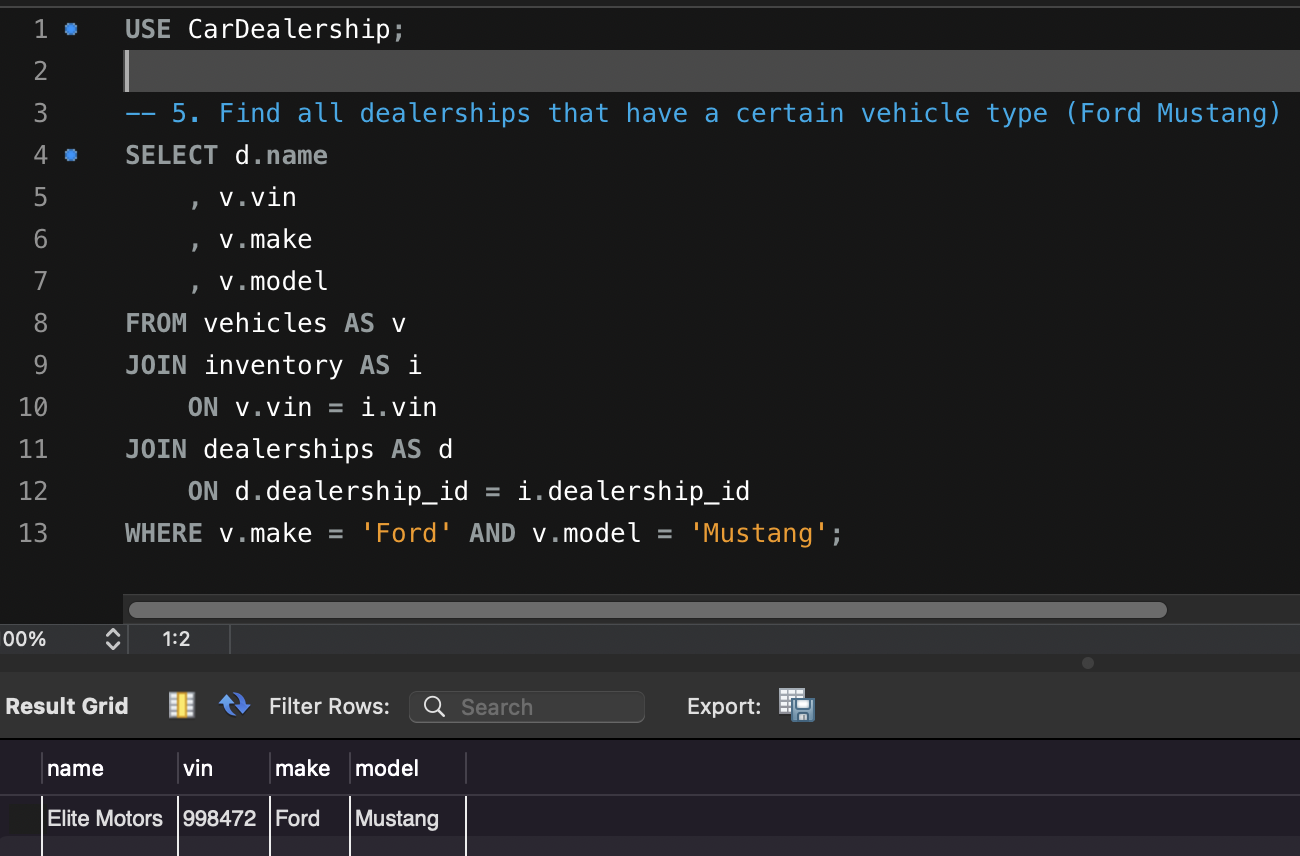 1 USE CarDealership;
2
3 -- 5. Find all dealerships that have a certain vehicle type (Ford Mustang)
4 SELECT d.name
5 , v.vin
6 , v.make
7 , v.model
8 FROM vehicles AS v
9 JOIN inventory AS i
10 ON v.vin = i.vin
11 JOIN dealerships AS d
12 ON d.dealership_id = i.dealership_id
13 WHERE v.make = 'Ford' AND v.model = 'Mustang';
00% 1:2
Result Grid Filter Rows: Search Export:
name vin make model
Elite Motors 998472 Ford Mustang